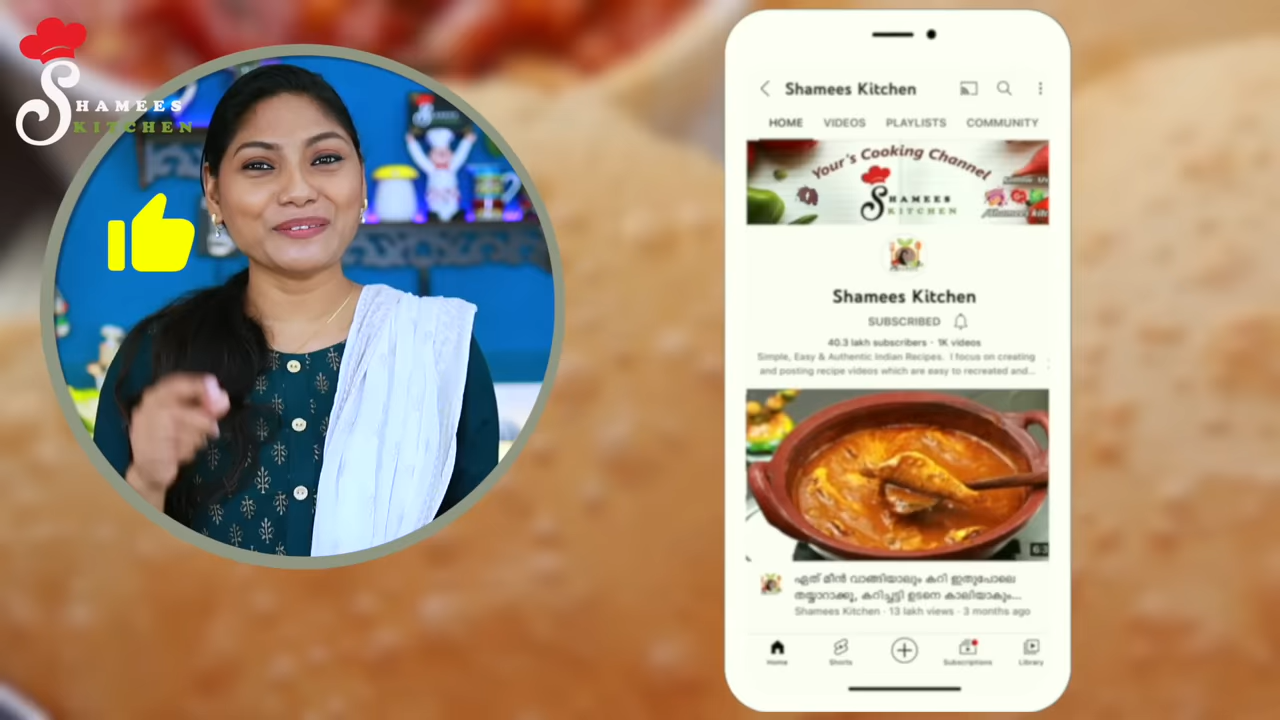 SHAMEES
KITCHEN
Shamees Kitchen
HOME VIDEOS PLAYLISTS COMMUNITY
Your's Cooking Channel
SHAMEES
KITCHEN
Shamees Kitchen
SUBSCRIBED
40.3 lakh subscribers · 1K videos
Simple, Easy & Authentic Indian Recipes. I focus on creating
and posting recipe videos which are easy to recreated and...
ഏത് മീൻ വാങ്ങിയാലും കറി ഇതുപോലെ
തയ്യാറാക്കൂ, കറിച്ചട്ടി ഉടനെ കാലിയാകും...
Shamees Kitchen · 13 lakh views · 3 months ago
Home Shorts Subscriptions Library